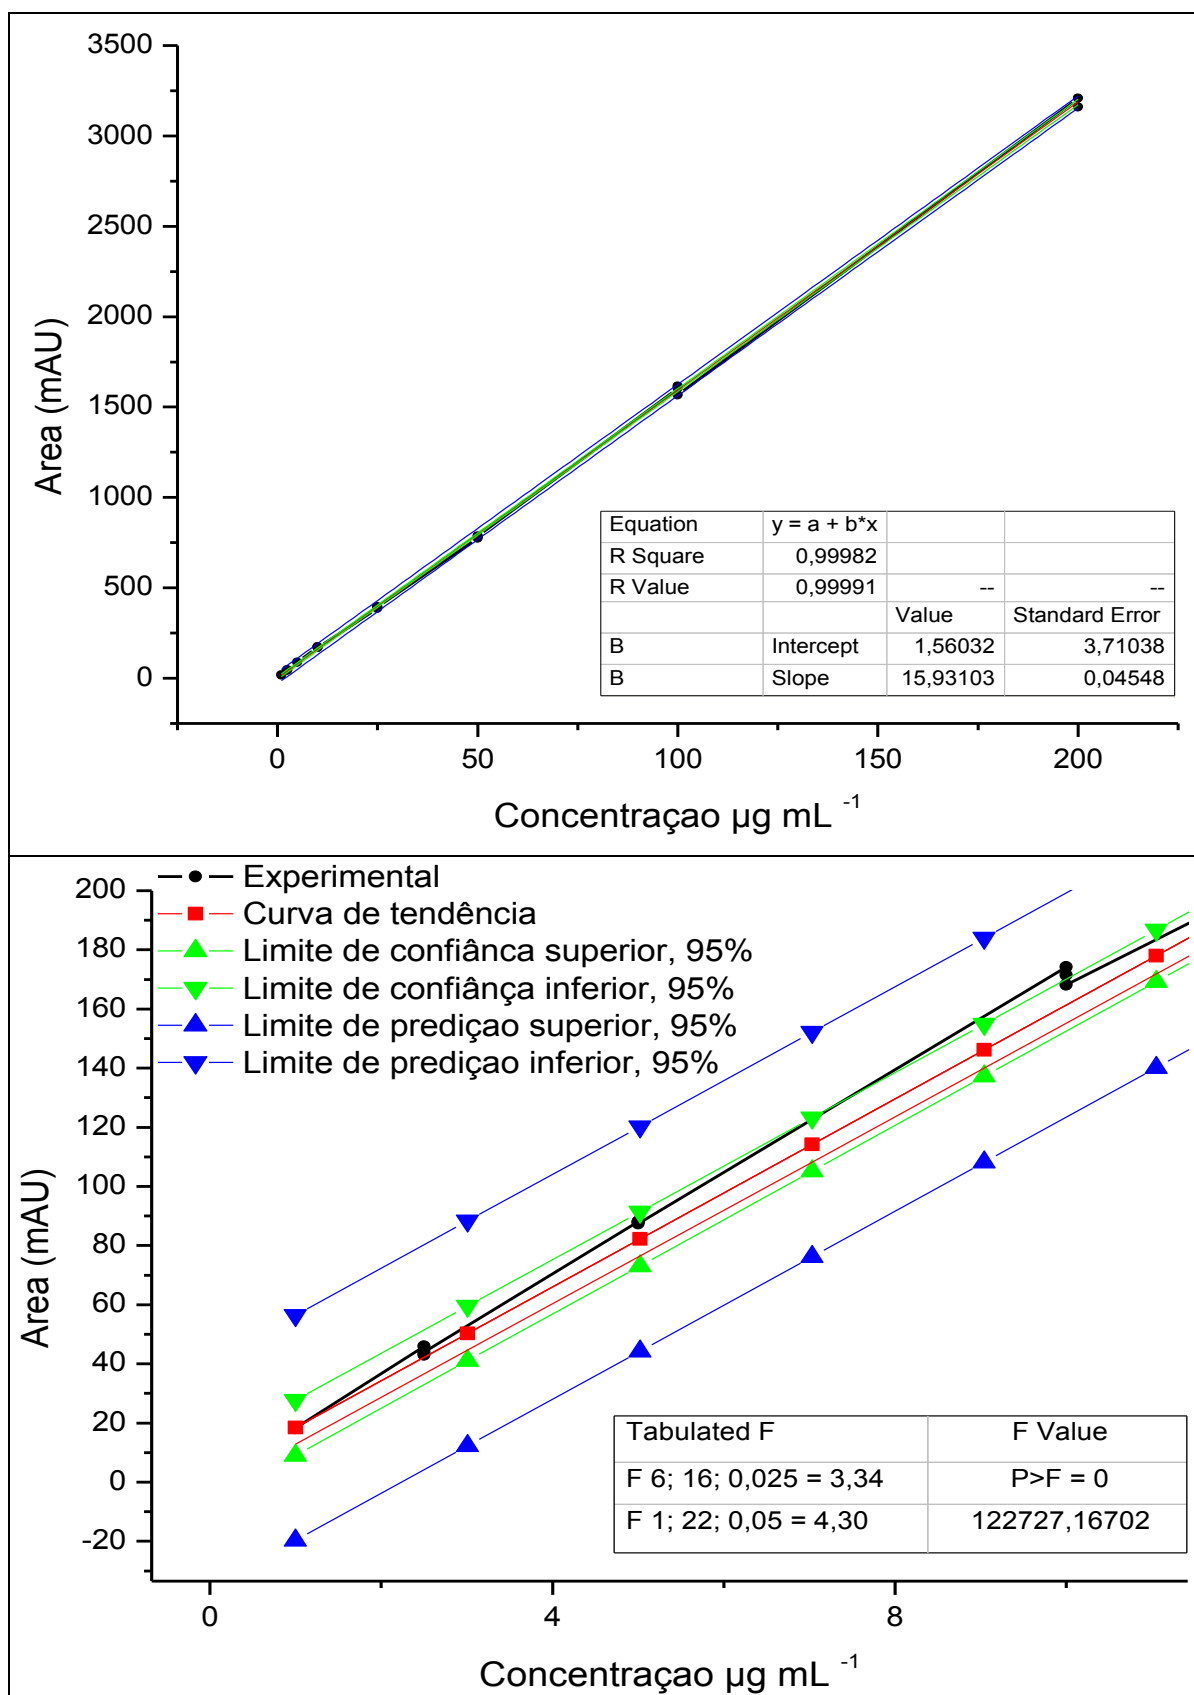 3500
3000
2500
2000
1500
1000
500
0
Area (mAU)
Equation y = a + b*x
R Square 0,99982
R Value 0,99991 -- --
Value Standard Error
B Intercept 1,56032 3,71038
B Slope 15,93103 0,04548
0 50 100 150 200
Concentraçao µg mL -1
Experimental
Curva de tendência
Limite de confiânca superior, 95%
Limite de confiânça inferior, 95%
Limite de prediçao superior, 95%
Limite de prediçao inferior, 95%
200
180
160
140
120
100
80
60
40
20
0
-20
Area (mAU)
Tabulated F F Value
F 6; 16; 0,025 = 3,34 P>F = 0
F 1; 22; 0,05 = 4,30 122727,16702
0 4 8
Concentraçao µg mL -1